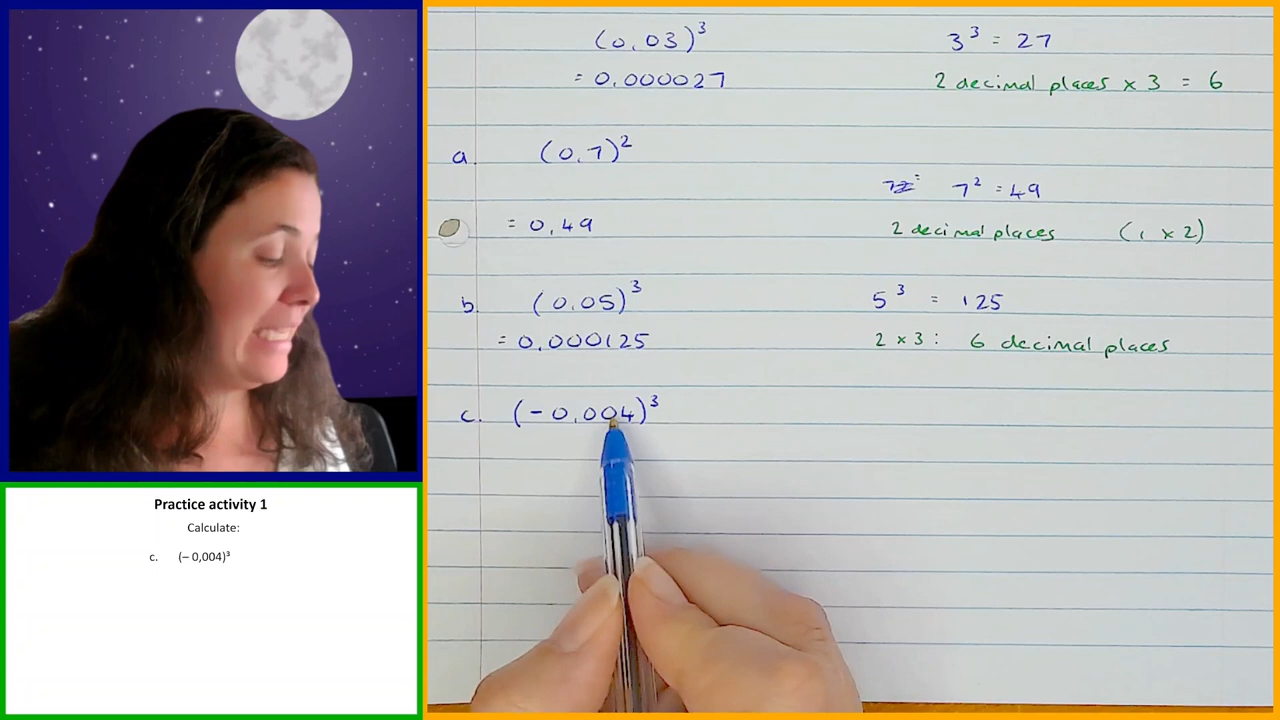 (0,03)³ 3³ = 27
= 0,000027 2 decimal places × 3 = 6
a. (0,7)²
7² = 49
= 0,49 2 decimal places (1 × 2)
b. (0,05)³ 5³ = 125
= 0,000125 2 × 3 : 6 decimal places
c. (-0,004)³
Practice activity 1
Calculate:
c. (– 0,004)³